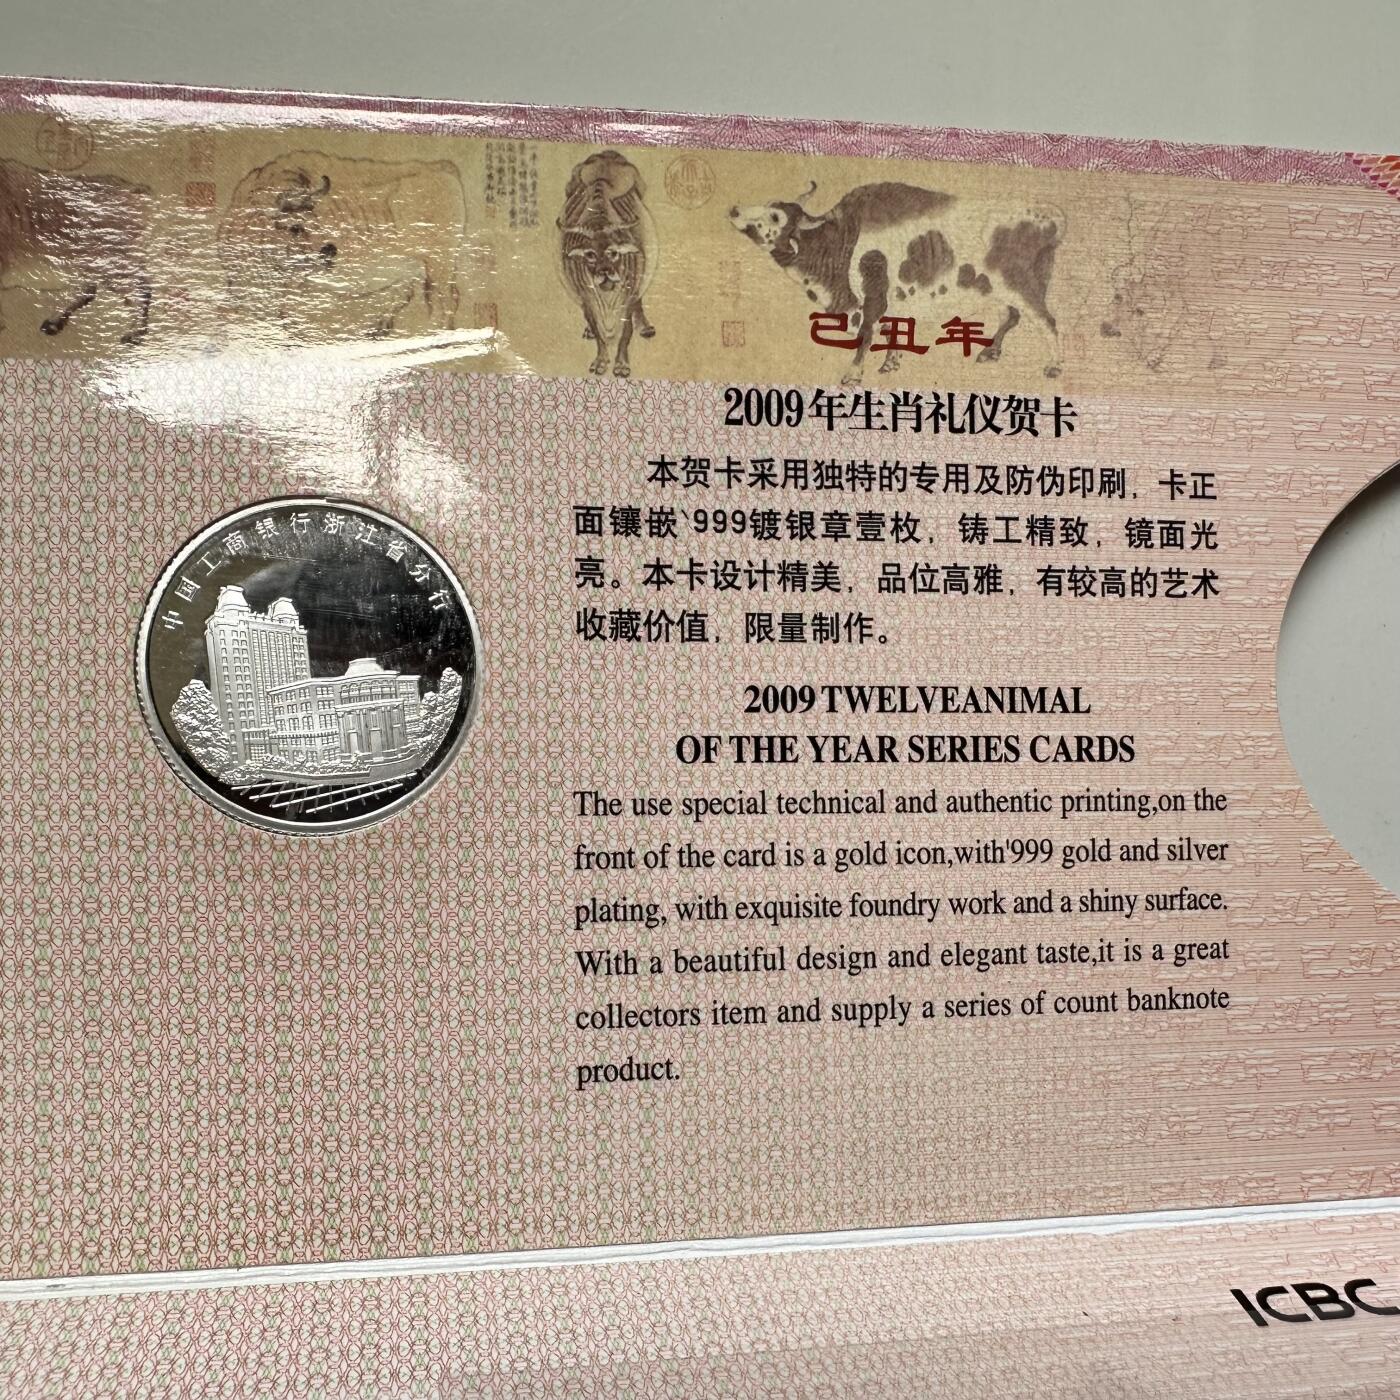 己丑年
2009年生肖礼仪贺卡
本贺卡采用独特的专用及防伪印刷，卡正
面镶嵌`999镀银章壹枚，铸工精致，镜面光
亮。本卡设计精美，品位高雅，有较高的艺术
收藏价值，限量制作。
中国工商银行浙江省分行
2009 TWELVEANIMAL
OF THE YEAR SERIES CARDS
The use special technical and authentic printing,on the
front of the card is a gold icon,with'999 gold and silver
plating, with exquisite foundry work and a shiny surface.
With a beautiful design and elegant taste,it is a great
collectors item and supply a series of count banknote
product.
ICBC